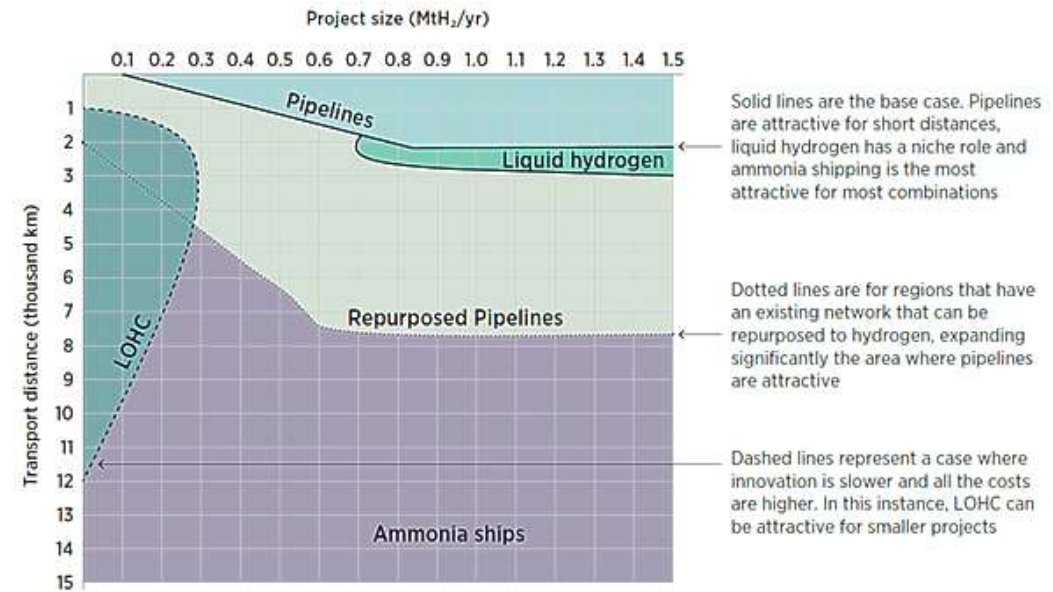 Project size (MtH₂/yr)
0.1 0.2 0.3 0.4 0.5 0.6 0.7 0.8 0.9 1.0 1.1 1.2 1.3 1.4 1.5
Transport distance (thousand km)
1
2
3
4
5
6
7
8
9
10
11
12
13
14
15
Pipelines
Liquid hydrogen
Repurposed Pipelines
LOHC
Ammonia ships
Solid lines are the base case. Pipelines
are attractive for short distances,
liquid hydrogen has a niche role and
ammonia shipping is the most
attractive for most combinations
Dotted lines are for regions that have
an existing network that can be
repurposed to hydrogen, expanding
significantly the area where pipelines
are attractive
Dashed lines represent a case where
innovation is slower and all the costs
are higher. In this instance, LOHC can
be attractive for smaller projects